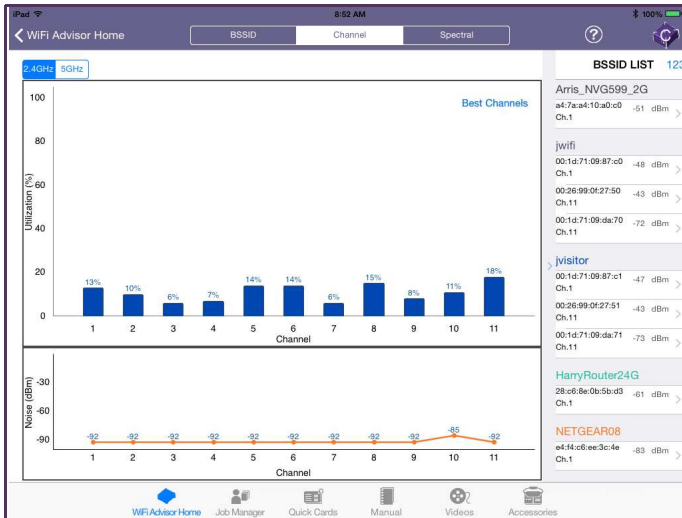 iPad 8:52 AM 100%
WiFi Advisor Home BSSID Channel Spectral ?
2.4GHz 5GHz
Best Channels
Utilization (%)
100
80
60
40
20
0
13% 10% 6% 7% 14% 14% 6% 15% 8% 11% 18%
1 2 3 4 5 6 7 8 9 10 11
Channel
Noise (dBm)
-30
-60
-90
-92 -92 -92 -92 -92 -92 -92 -92 -92 -85 -92
1 2 3 4 5 6 7 8 9 10 11
Channel
BSSID LIST 123
Arris_NVG599_2G
a4:7a:a4:10:a0:c0 -51 dBm
Ch.1
jwifi
00:1d:71:09:87:c0 -48 dBm
Ch.1
00:26:99:0f:27:50 -43 dBm
Ch.11
00:1d:71:09:da:70 -72 dBm
Ch.11
jvisitor
00:1d:71:09:87:c1 -47 dBm
Ch.1
00:26:99:0f:27:51 -43 dBm
Ch.11
00:1d:71:09:da:71 -73 dBm
Ch.11
HarryRouter24G
28:c6:8e:0b:5b:d3 -61 dBm
Ch.1
NETGEAR08
e4:f4:c6:ee:3c:4e -83 dBm
Ch.1
WiFi Advisor Home Job Manager Quick Cards Manual Videos Accessories